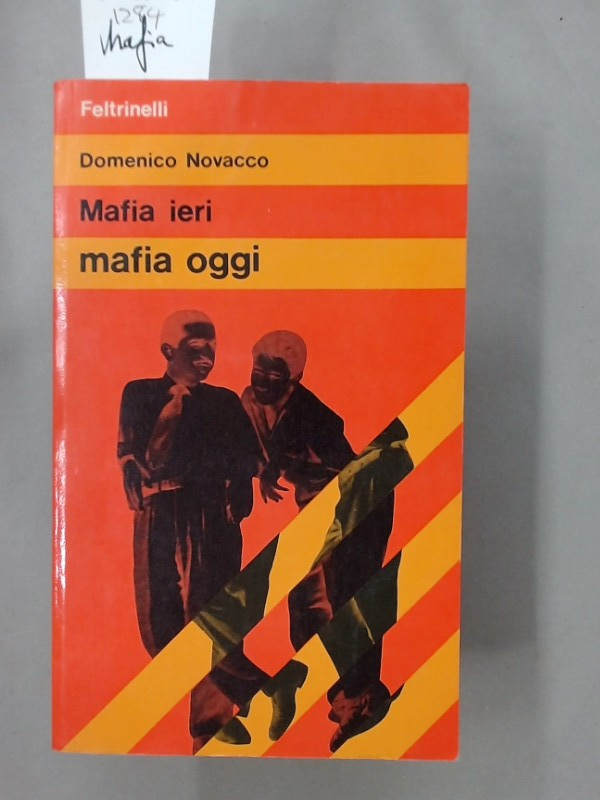 1284
Mafia
Feltrinelli
Domenico Novacco
Mafia ieri
mafia oggi